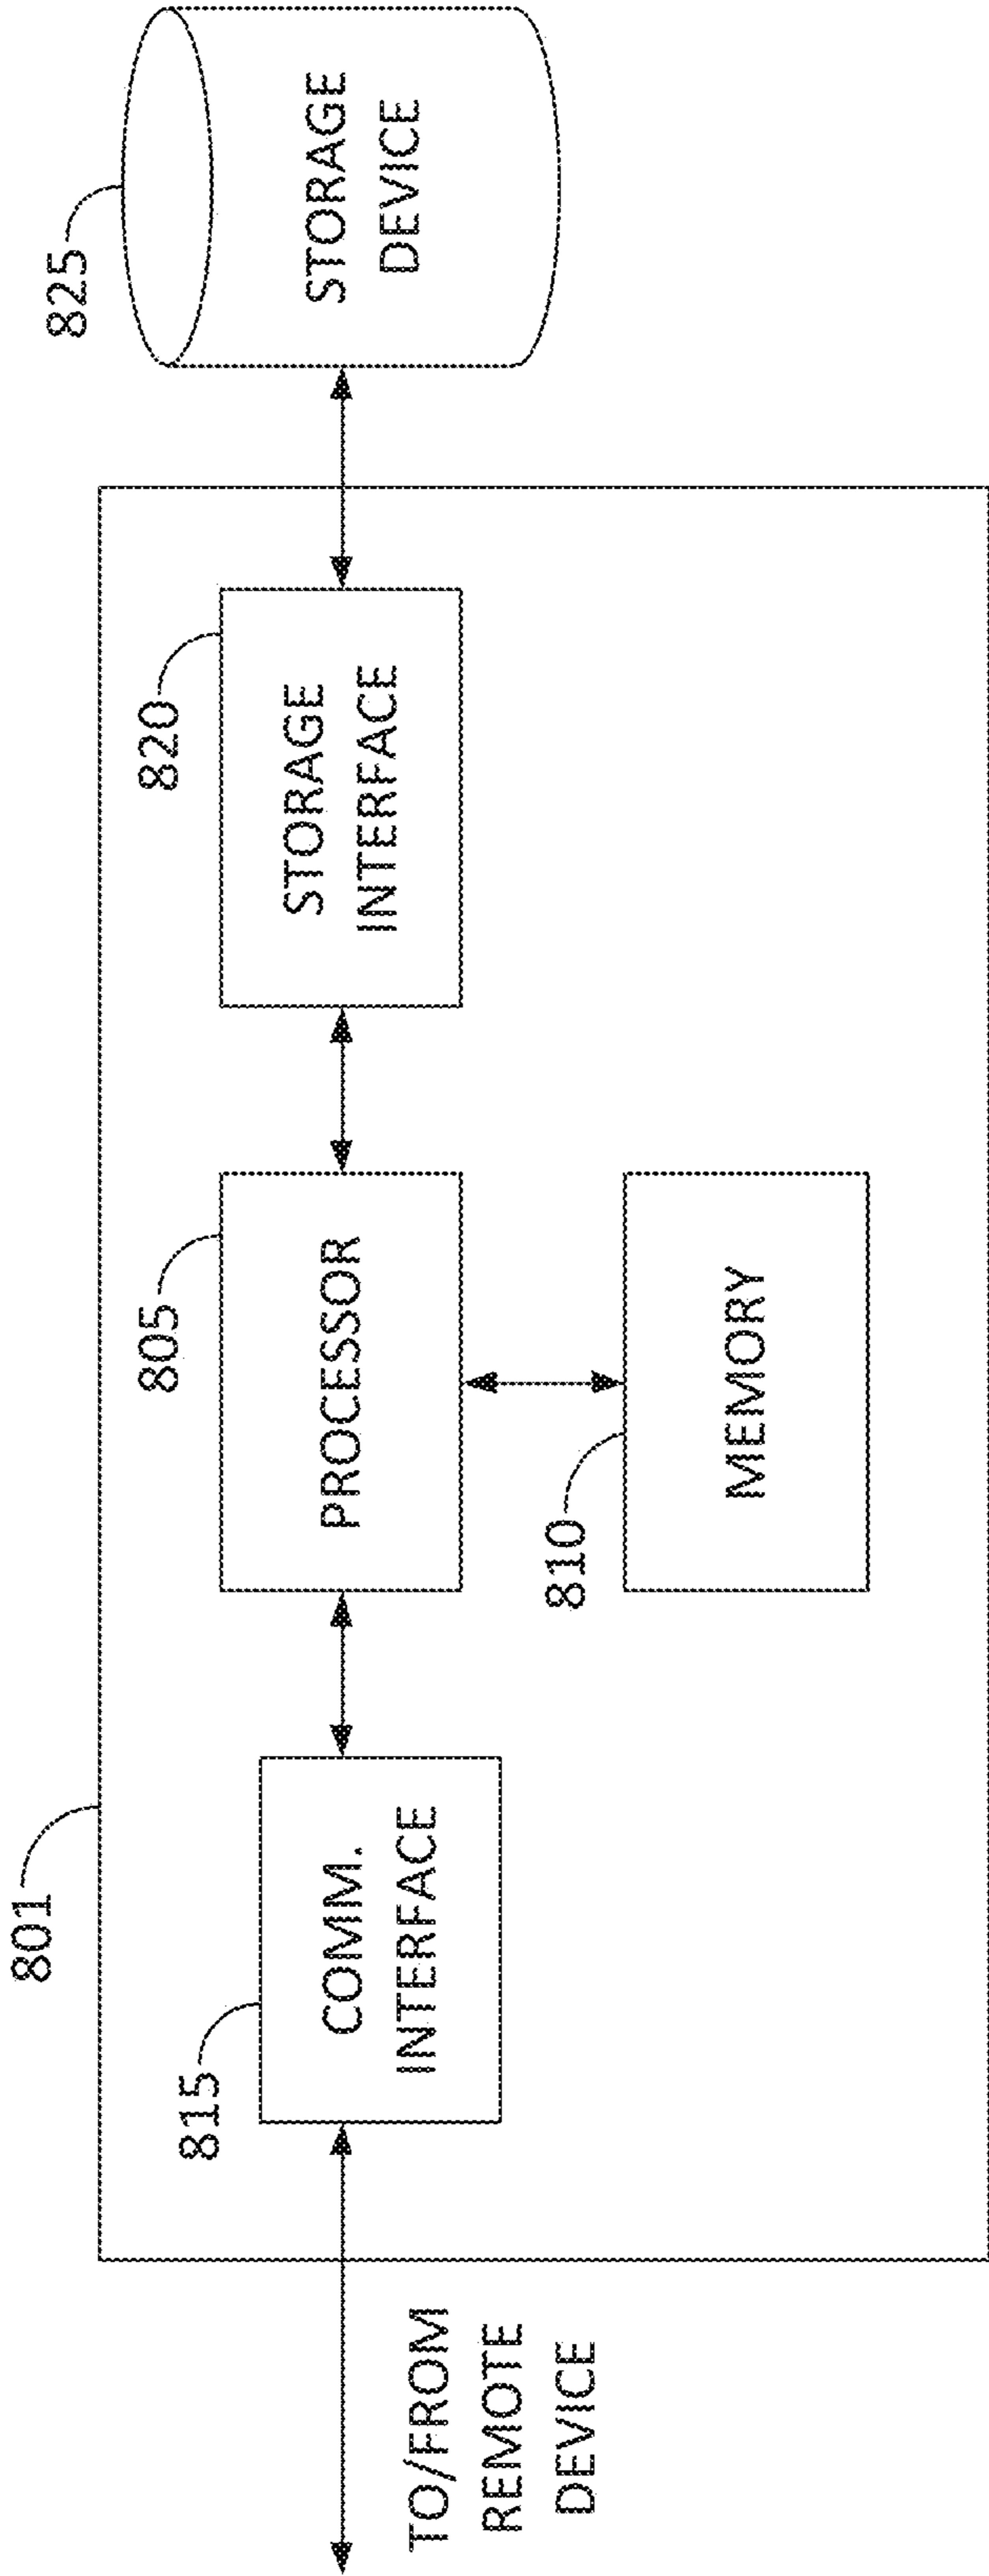 801
815
COMM.
INTERFACE
805
PROCESSOR
810
MEMORY
820
STORAGE
INTERFACE
825
STORAGE
DEVICE
TO/FROM
REMOTE
DEVICE